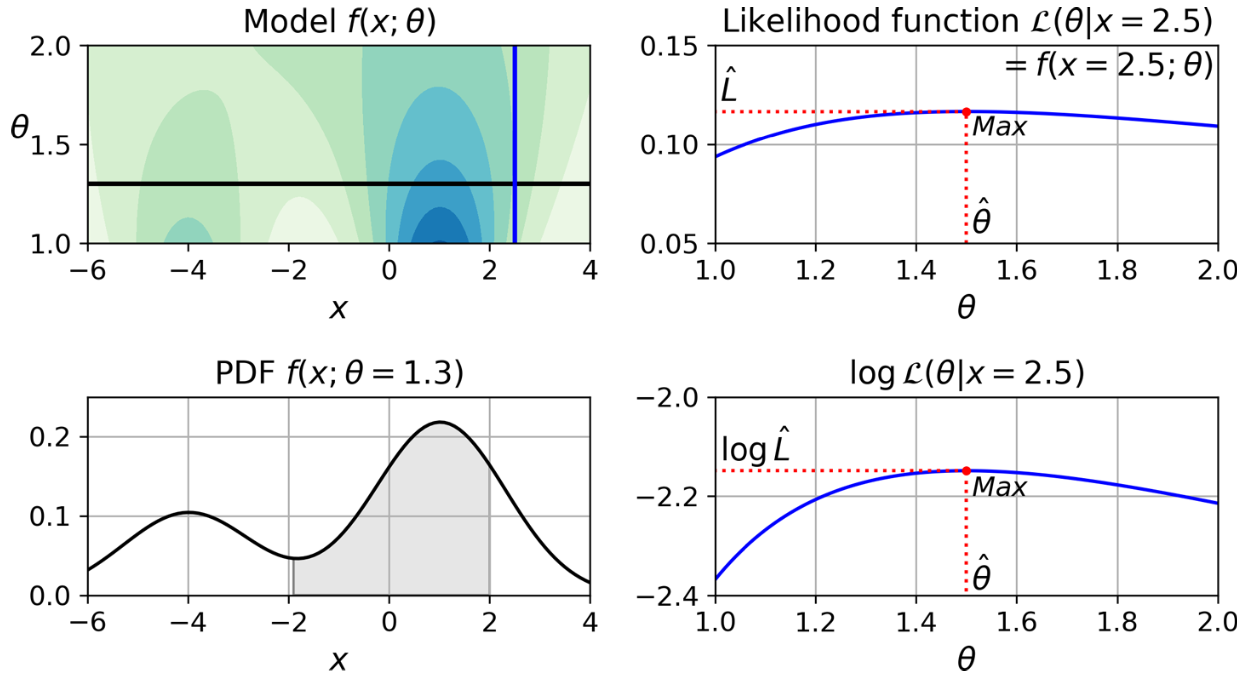 Model f(x; θ)
2.0
θ
1.5
1.0
−6 −4 −2 0 2 4
x
Likelihood function ℒ(θ|x = 2.5)
= f(x = 2.5; θ)
0.15
L̂
Max
0.10
θ̂
0.05
1.0 1.2 1.4 1.6 1.8 2.0
θ
PDF f(x; θ = 1.3)
0.2
0.1
0.0
−6 −4 −2 0 2 4
x
log ℒ(θ|x = 2.5)
−2.0
log L̂
Max
−2.2
θ̂
−2.4
1.0 1.2 1.4 1.6 1.8 2.0
θ